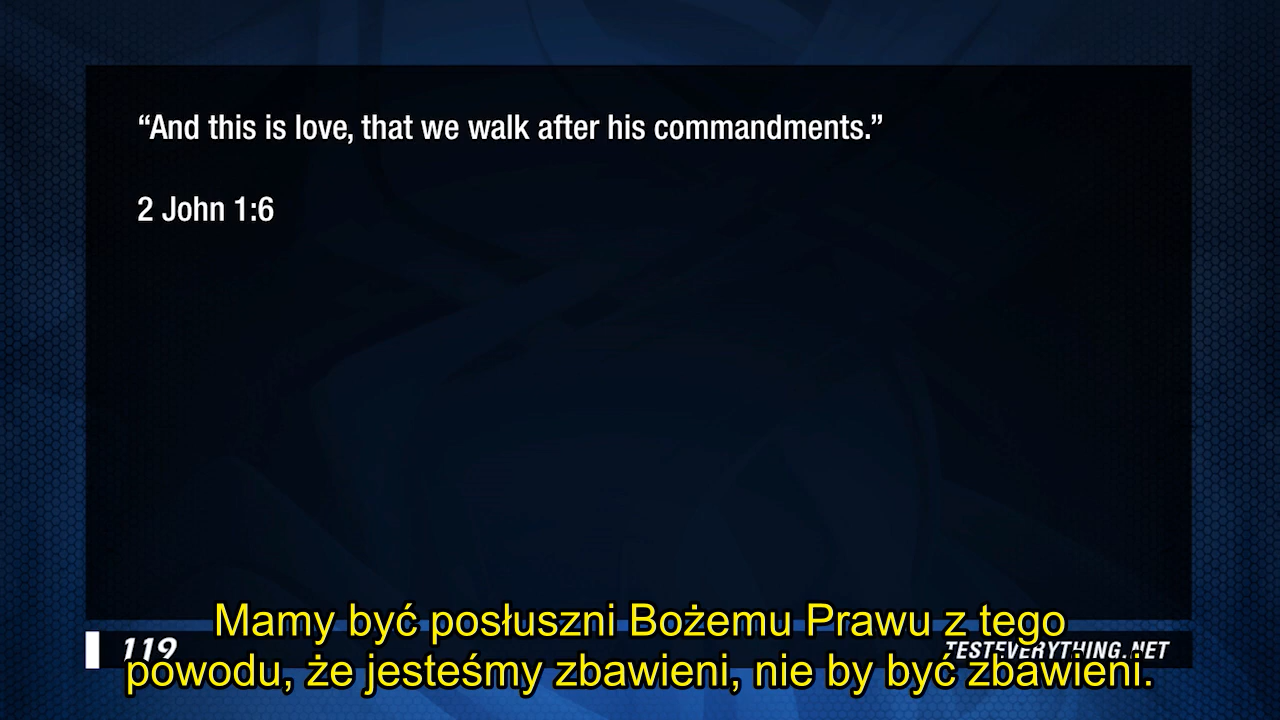 “And this is love, that we walk after his commandments.”
2 John 1:6
119
TESTEVERYTHING.NET
Mamy być posłuszni Bożemu Prawu z tego
powodu, że jesteśmy zbawieni, nie by być zbawieni.